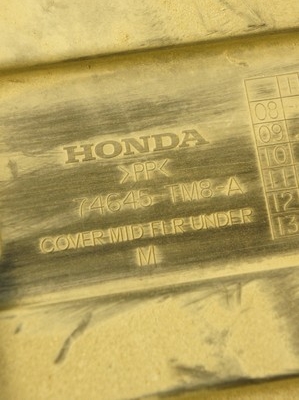 HONDA
>PP<
74645-TM8-A
COVER-MID FLR UNDER
M
08
09
10
11
12
13